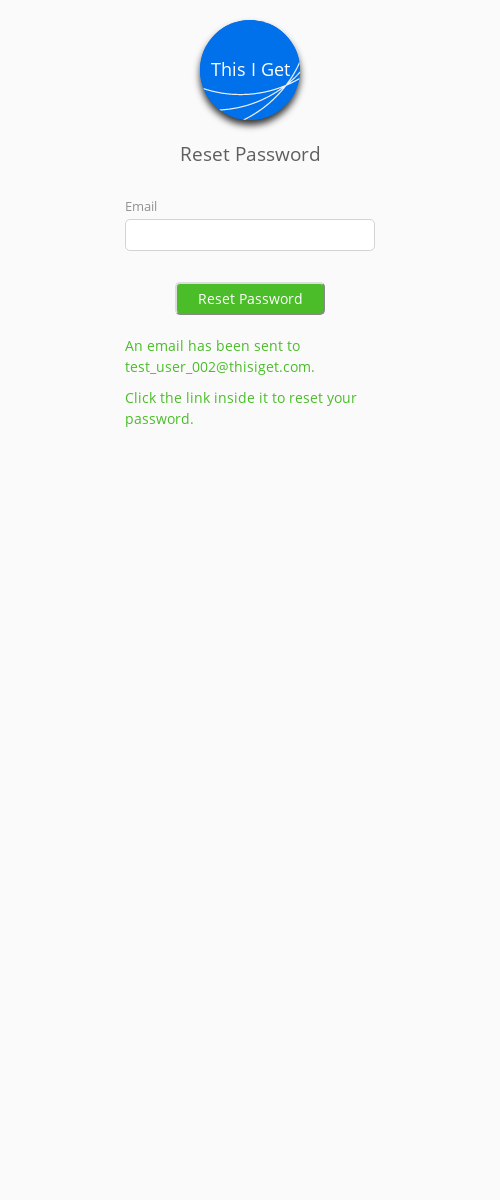 This I Get
Reset Password
Email
Reset Password
An email has been sent to
test_user_002@thisiget.com.
Click the link inside it to reset your
password.